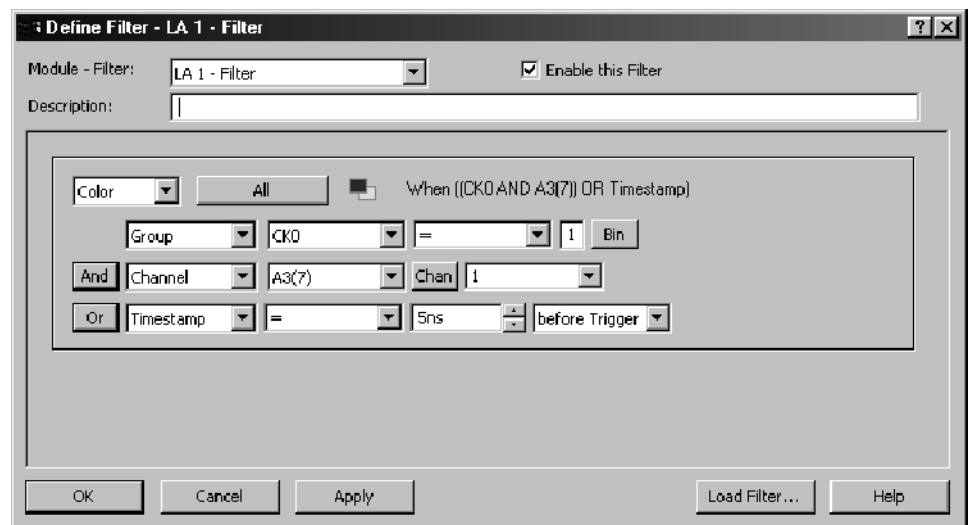 Define Filter - LA 1 - Filter
Module - Filter: LA 1 - Filter Enable this Filter
Description:
Color All When ((CK0 AND A3(7)) OR Timestamp)
Group CK0 = 1 Bin
And Channel A3(7) Chan 1
Or Timestamp = 5ns before Trigger
OK Cancel Apply Load Filter... Help